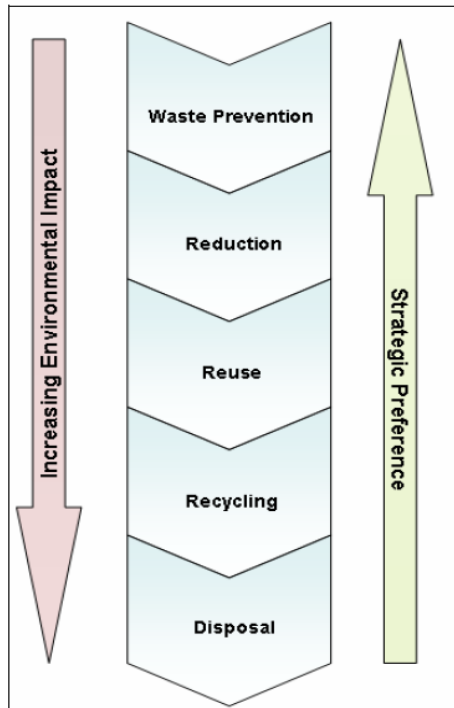 Waste Prevention
Reduction
Reuse
Recycling
Disposal
Increasing Environmental Impact
Strategic Preference